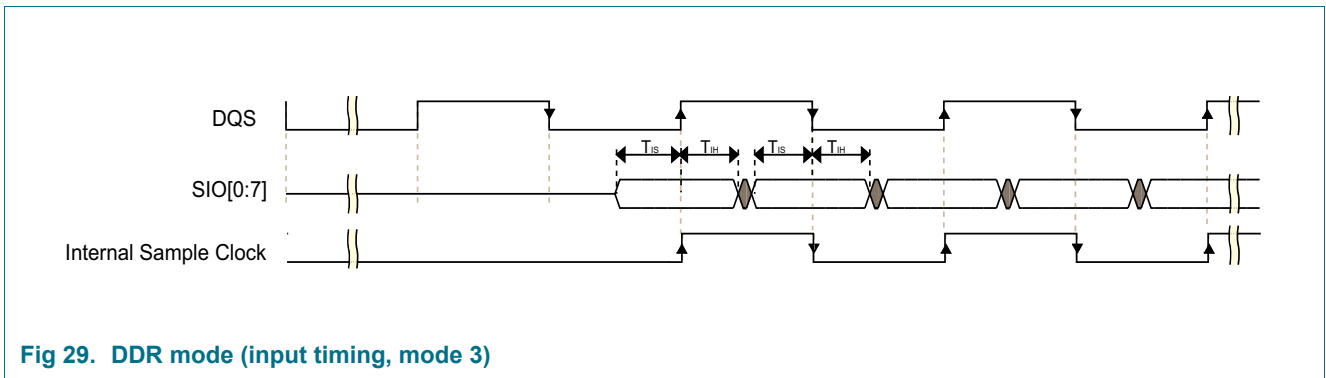 DQS
TIS TIH TIS TIH
SIO[0:7]
Internal Sample Clock
Fig 29. DDR mode (input timing, mode 3)